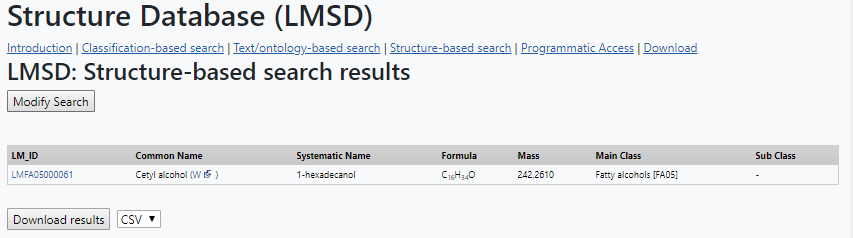 Structure Database (LMSD)
Introduction | Classification-based search | Text/ontology-based search | Structure-based search | Programmatic Access | Download
LMSD: Structure-based search results
Modify Search
LM_ID Common Name Systematic Name Formula Mass Main Class Sub Class
LMFA05000061 Cetyl alcohol (W ) 1-hexadecanol C16H34O 242.2610 Fatty alcohols [FA05] -
Download results CSV